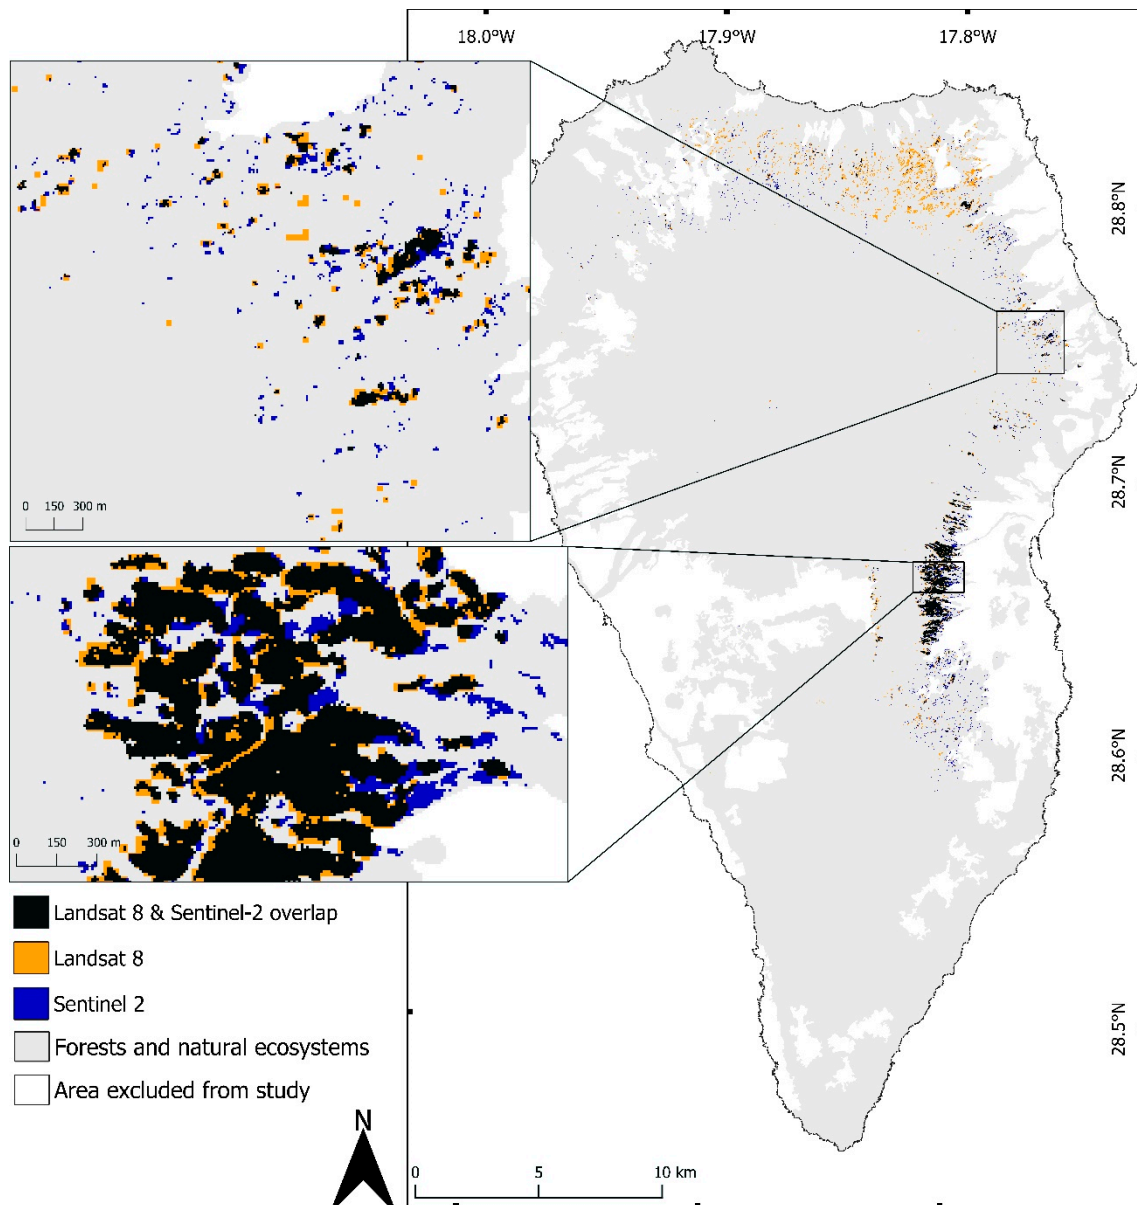 18.0°W 17.9°W 17.8°W
28.8°N
28.7°N
28.6°N
28.5°N
0 150 300 m
0 150 300 m
Landsat 8 & Sentinel-2 overlap
Landsat 8
Sentinel 2
Forests and natural ecosystems
Area excluded from study
N
0 5 10 km